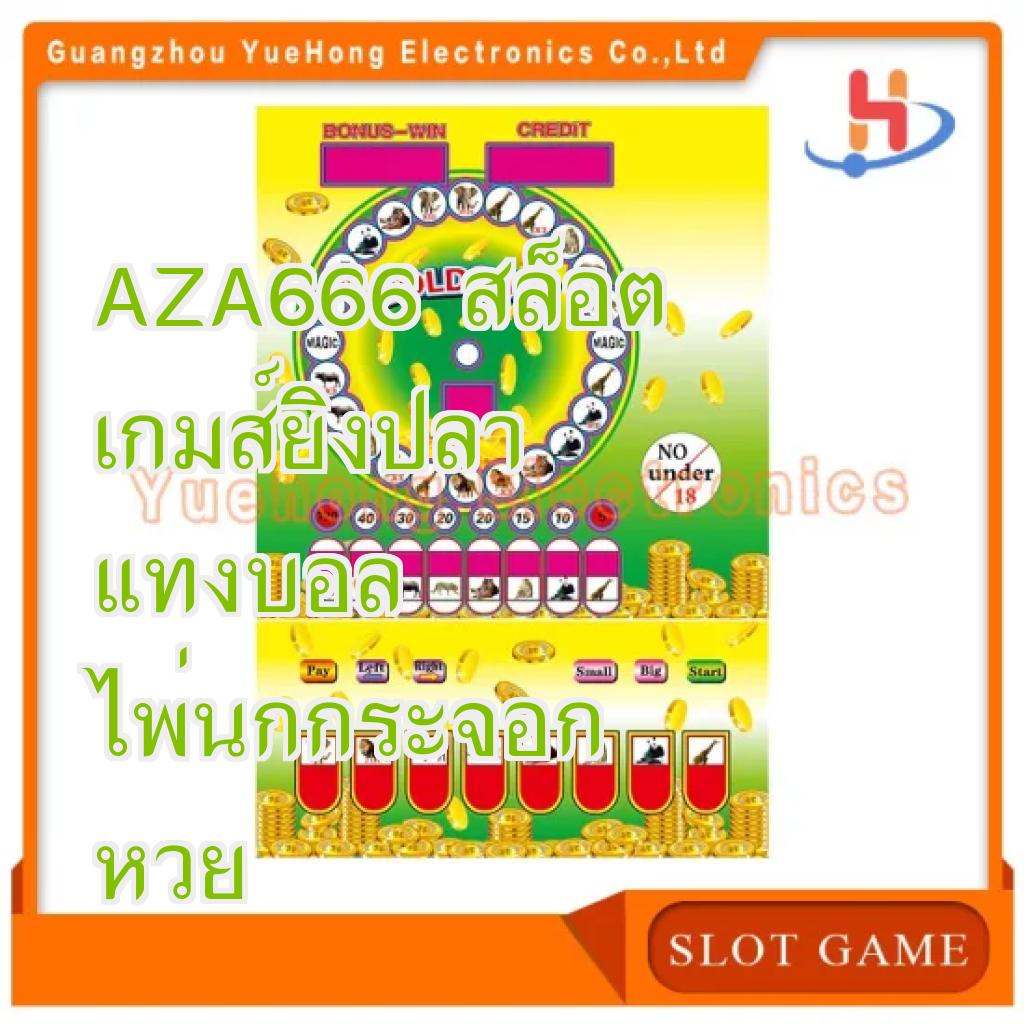 Guangzhou YueHong Electronics Co.,Ltd
BONUS-WIN CREDIT
AZA666 สล็อต
MAGIC MAGIC
เกมส์ยิงปลา
NO
under
18
40 30 20 20 15 10 5
แทงบอล
Pay Left Right Small Big Start
ไพ่นกกระจอก
หวย
SLOT GAME